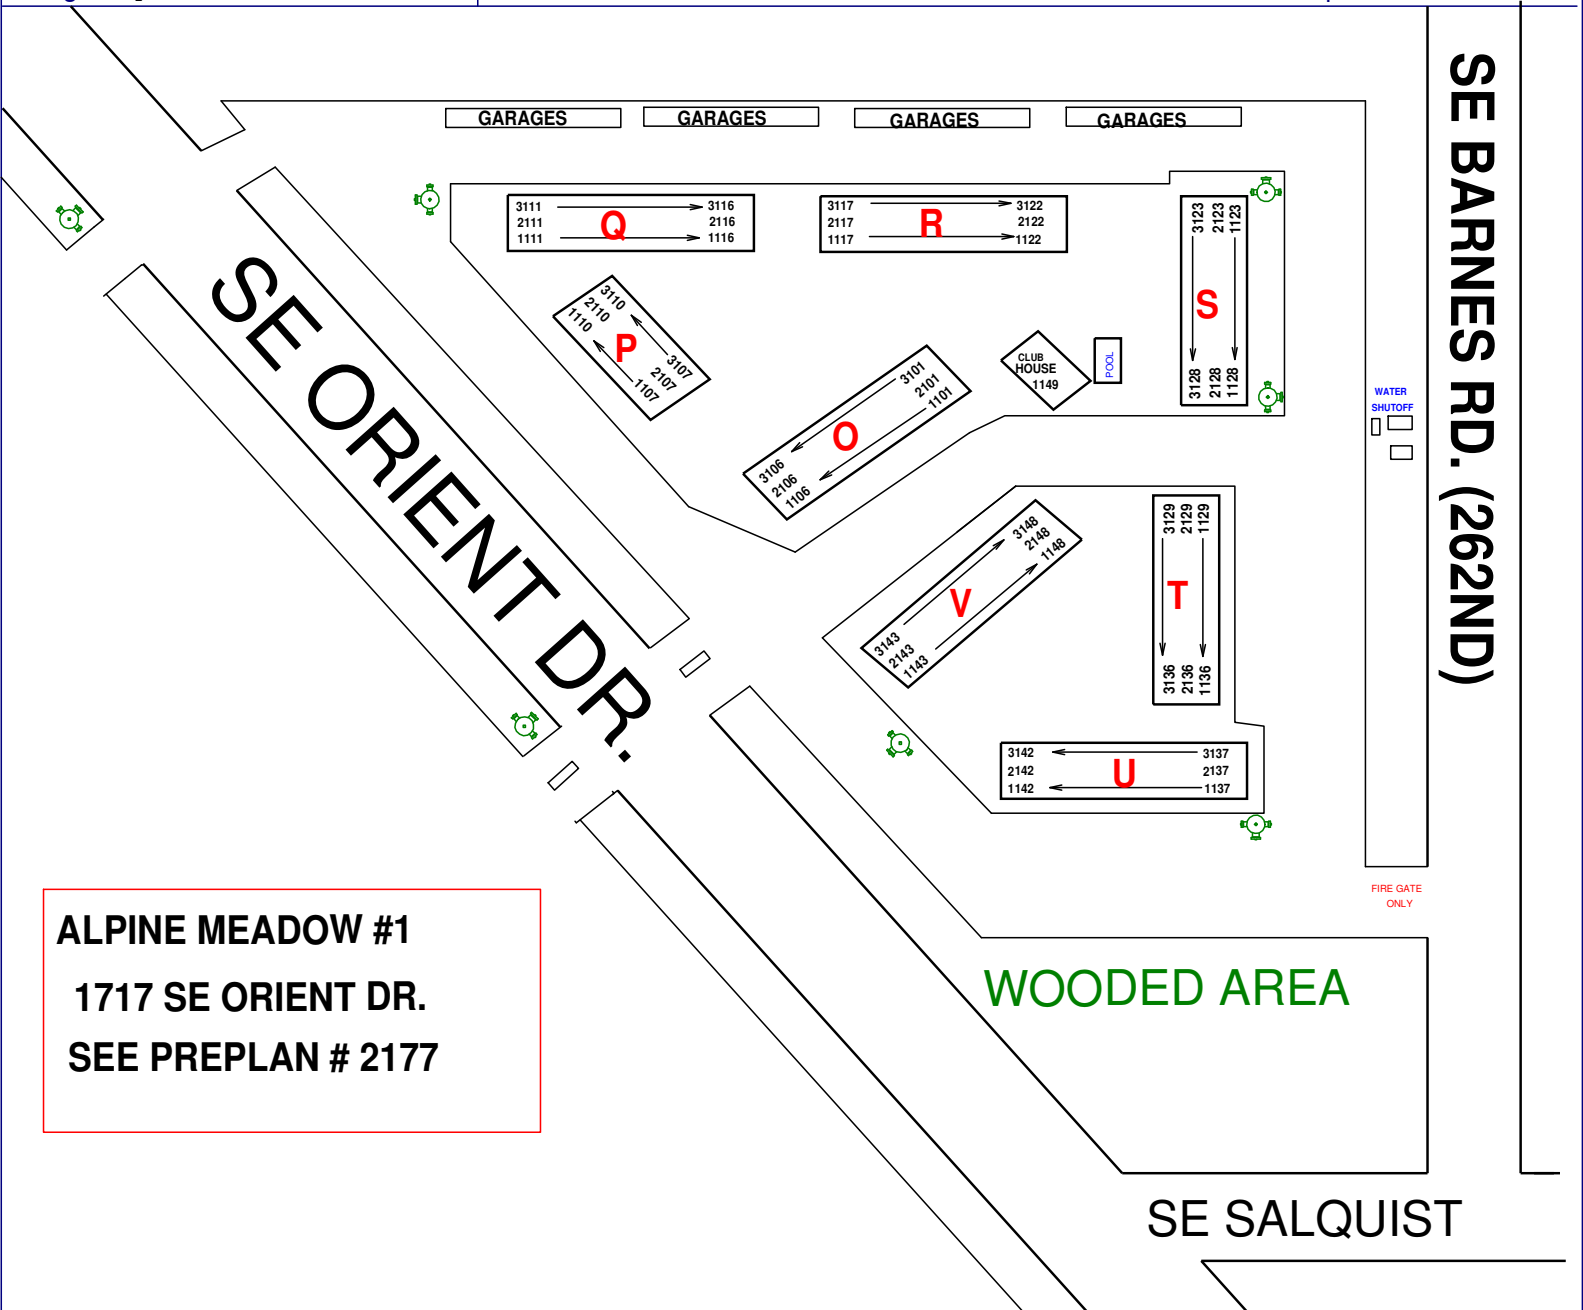 GARAGES
GARAGES
GARAGES
GARAGES
3111 3116
2111 2116
1111 1116
Q
3117 3122
2117 2122
1117 1122
R
3123
2123
1123
S
3128
2128
1128
3110
2110
1110
P
3107
2107
1107
3101
2101
1101
O
3106
2106
1106
CLUB
HOUSE
1149
POOL
WATER
SHUTOFF
SE BARNES RD. (262ND)
SE ORIENT DR.
3148
2148
1148
V
3143
2143
1143
3129
2129
1129
T
3136
2136
1136
3142 3137
2142 2137
1142 1137
U
FIRE GATE
ONLY
ALPINE MEADOW #1
1717 SE ORIENT DR.
SEE PREPLAN # 2177
WOODED AREA
SE SALQUIST